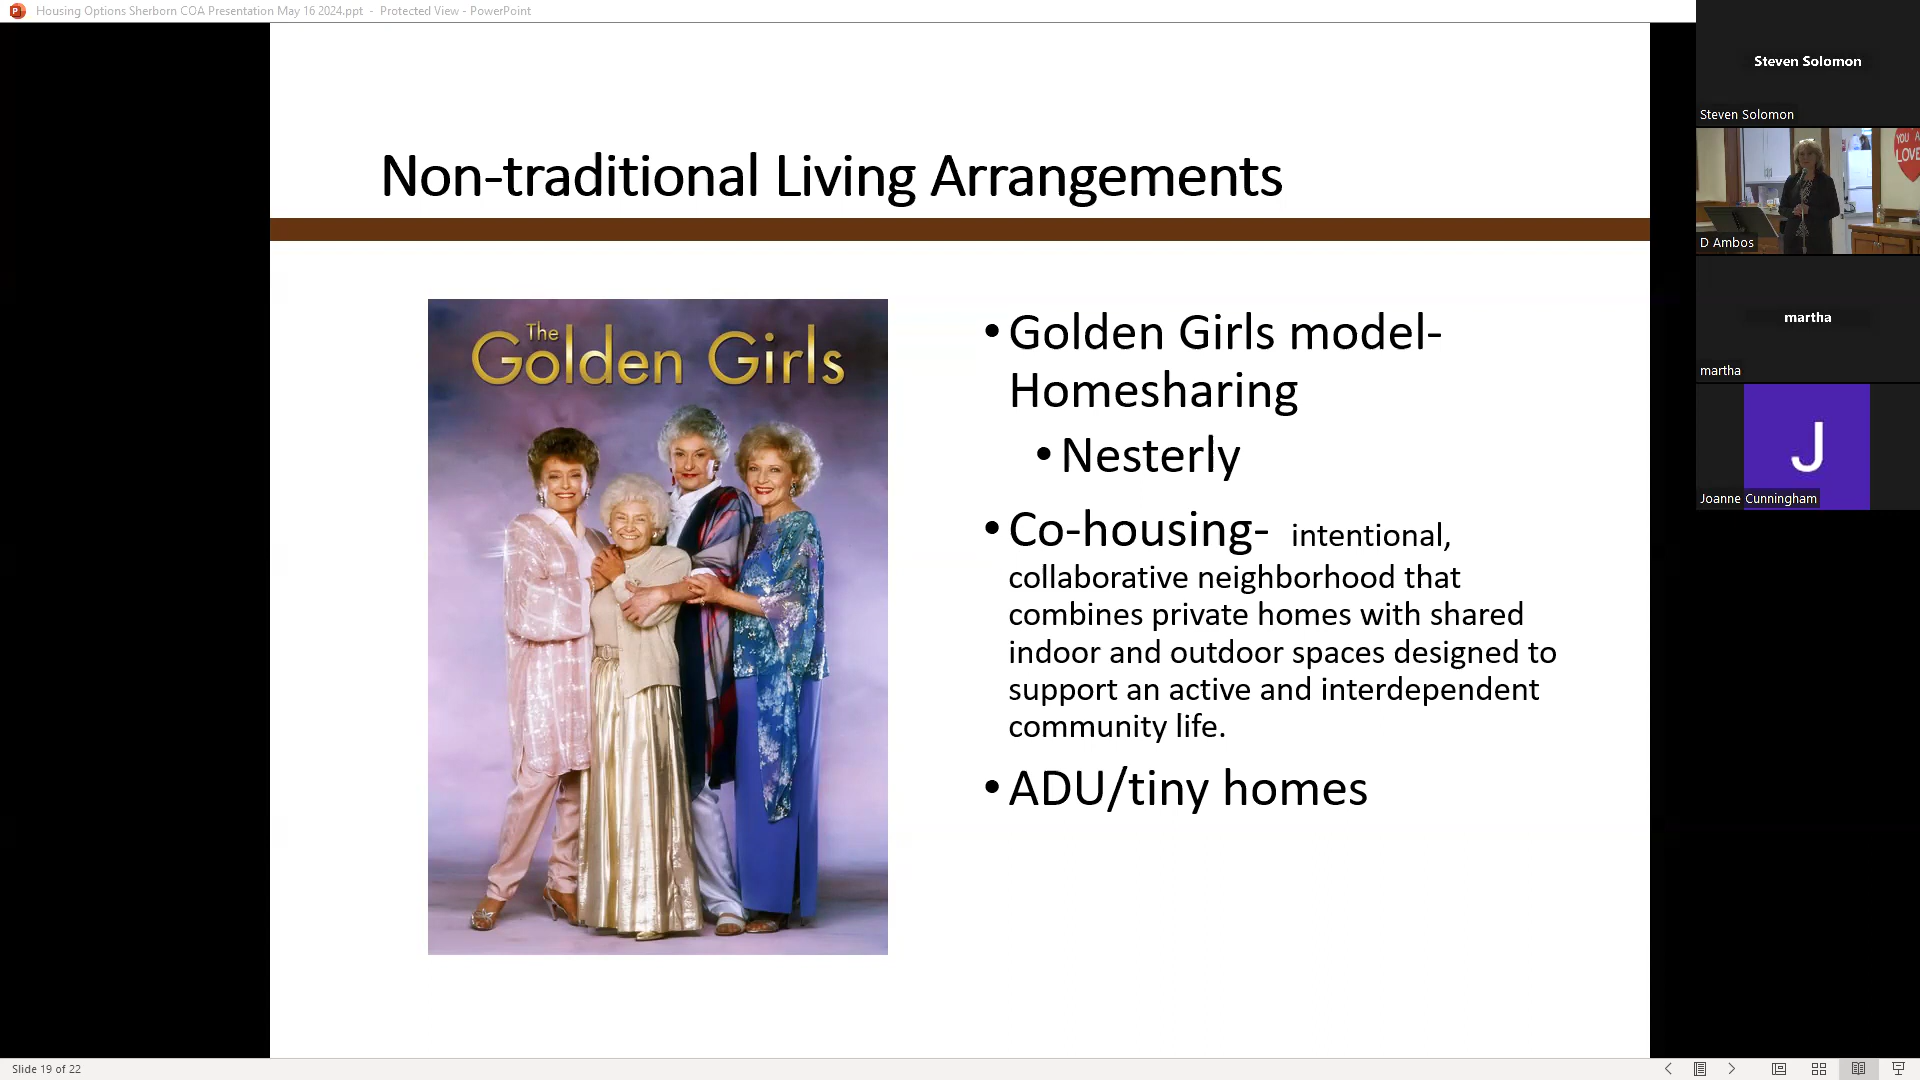 Housing Options Sherborn COA Presentation May 16 2024.ppt - Protected View - PowerPoint
Non-traditional Living Arrangements
The
Golden Girls
• Golden Girls model-
Homesharing
• Nesterly
• Co-housing- intentional,
collaborative neighborhood that
combines private homes with shared
indoor and outdoor spaces designed to
support an active and interdependent
community life.
• ADU/tiny homes
Steven Solomon
Steven Solomon
YOU A
LOVE
D Ambos
martha
martha
J
Joanne Cunningham
Slide 19 of 22